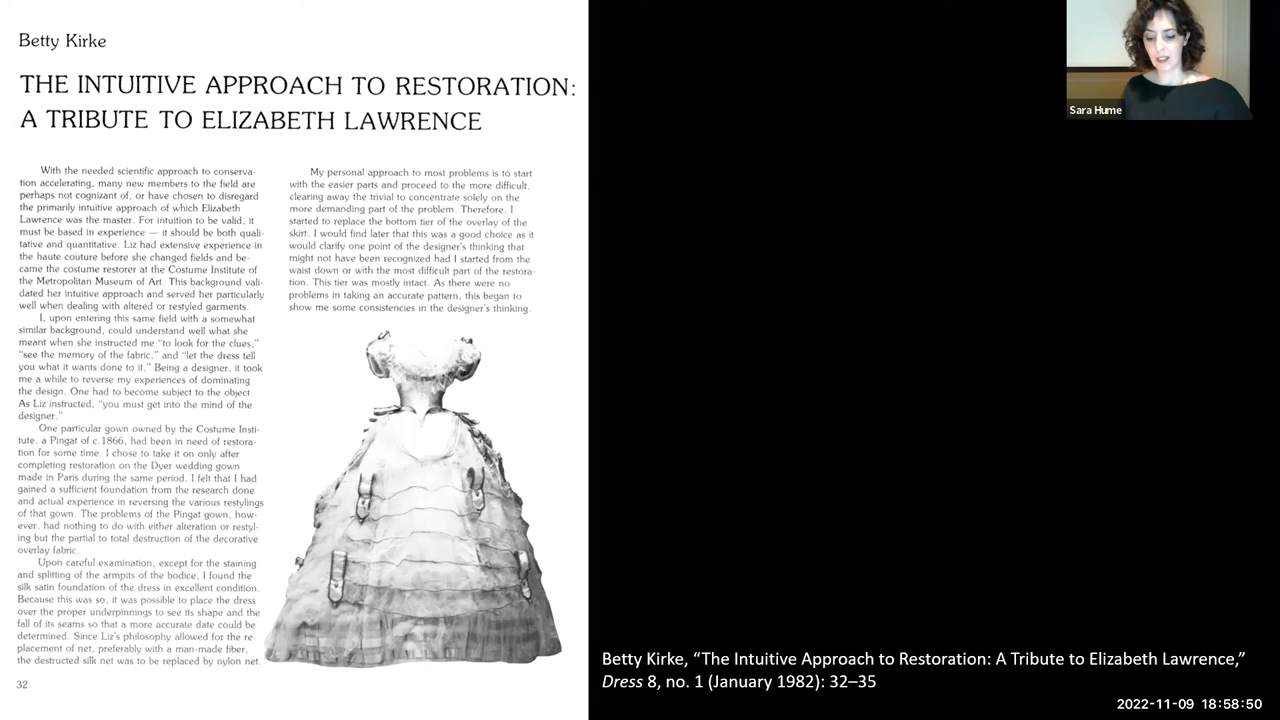 Betty Kirke
THE INTUITIVE APPROACH TO RESTORATION:
A TRIBUTE TO ELIZABETH LAWRENCE
With the needed scientific approach to conserva-
tion accelerating, many new members to the field are
perhaps not cognizant of, or have chosen to disregard
the primarily intuitive approach of which Elizabeth
Lawrence was the master. For intuition to be valid, it
must be based in experience — it should be both quali-
tative and quantitative. Liz had extensive experience in
the haute couture before she changed fields and be-
came the costume restorer at the Costume Institute of
the Metropolitan Museum of Art. This background vali-
dated her intuitive approach and served her particularly
well when dealing with altered or restyled garments.
I, upon entering this same field with a somewhat
similar background, could understand well what she
meant when she instructed me “to look for the clues,”
“see the memory of the fabric,” and “let the dress tell
you what it wants done to it.” Being a designer, it took
me a while to reverse my experiences of dominating
the design. One had to become subject to the object.
As Liz instructed, “you must get into the mind of the
designer.”
One particular gown owned by the Costume Insti-
tute, a Pingat of c.1866, had been in need of restora-
tion for some time. I chose to take it on only after
completing restoration on the Dyer wedding gown
made in Paris during the same period. I felt that I had
gained a sufficient foundation from the research done
and actual experience in reversing the various restylings
of that gown. The problems of the Pingat gown, how-
ever, had nothing to do with either alteration or restyl-
ing but the partial to total destruction of the decorative
overlay fabric.
Upon careful examination, except for the staining
and splitting of the armpits of the bodice, I found the
silk satin foundation of the dress in excellent condition.
Because this was so, it was possible to place the dress
over the proper underpinnings to see its shape and the
fall of its seams so that a more accurate date could be
determined. Since Liz's philosophy allowed for the re-
placement of net, preferably with a man-made fiber,
the destructed silk net was to be replaced by nylon net.
32
My personal approach to most problems is to start
with the easier parts and proceed to the more difficult,
clearing away the trivial to concentrate solely on the
more demanding part of the problem. Therefore, I
started to replace the bottom tier of the overlay of the
skirt. I would find later that this was a good choice as it
would clarify one point of the designer's thinking that
might not have been recognized had I started from the
waist down or with the most difficult part of the restora-
tion. This tier was mostly intact. As there were no
problems in taking an accurate pattern, this began to
show me some consistencies in the designer's thinking.
Sara Hume
Betty Kirke, “The Intuitive Approach to Restoration: A Tribute to Elizabeth Lawrence,”
Dress 8, no. 1 (January 1982): 32–35
2022-11-09 18:58:50